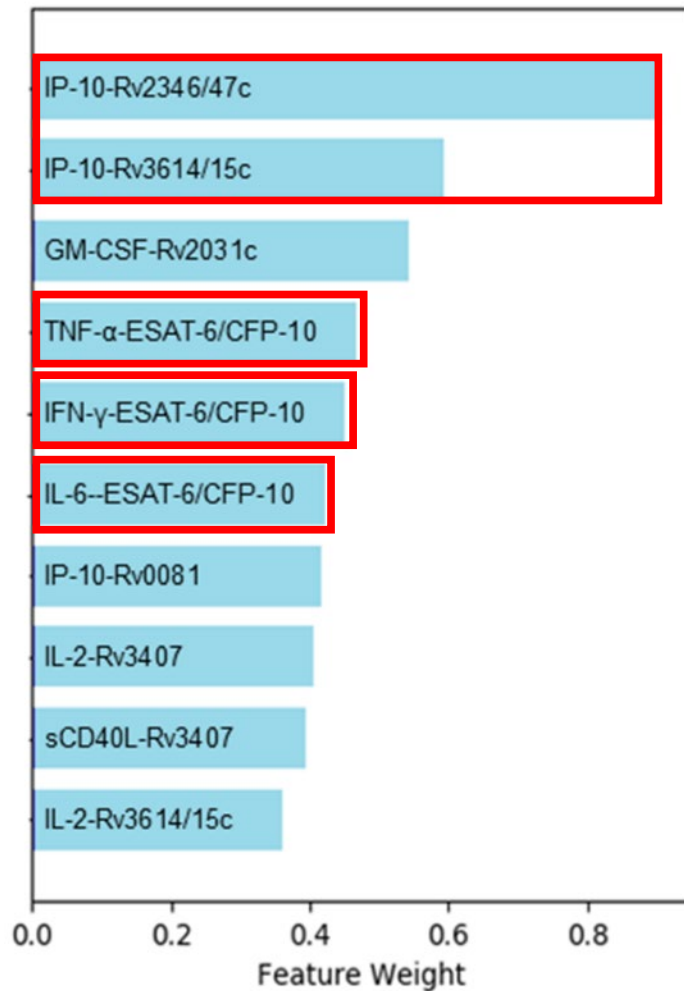 IP-10-Rv2346/47c
IP-10-Rv3614/15c
GM-CSF-Rv2031c
TNF-α-ESAT-6/CFP-10
IFN-γ-ESAT-6/CFP-10
IL-6--ESAT-6/CFP-10
IP-10-Rv0081
IL-2-Rv3407
sCD40L-Rv3407
IL-2-Rv3614/15c
0.0 0.2 0.4 0.6 0.8
Feature Weight